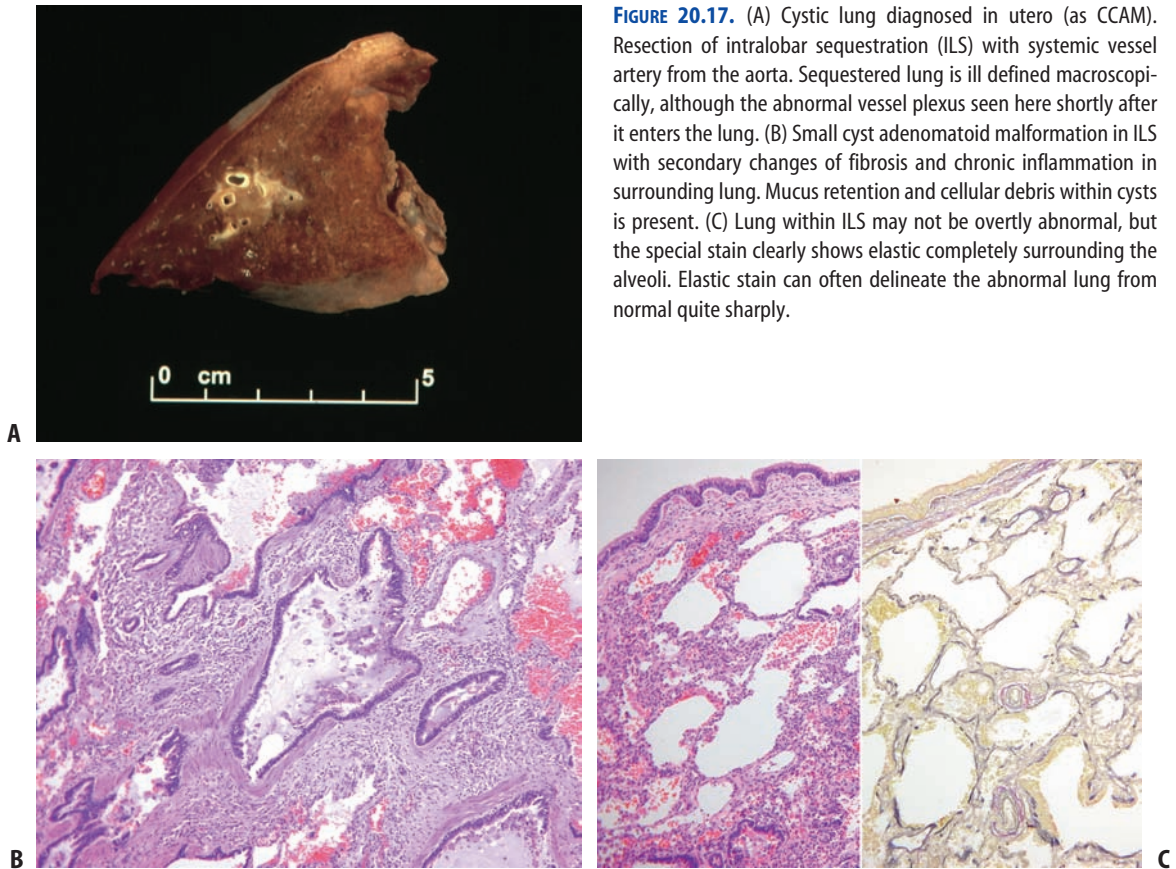 FIGURE 20.17. (A) Cystic lung diagnosed in utero (as CCAM).
Resection of intralobar sequestration (ILS) with systemic vessel
artery from the aorta. Sequestered lung is ill defined macroscopi-
cally, although the abnormal vessel plexus seen here shortly after
it enters the lung. (B) Small cyst adenomatoid malformation in ILS
with secondary changes of fibrosis and chronic inflammation in
surrounding lung. Mucus retention and cellular debris within cysts
is present. (C) Lung within ILS may not be overtly abnormal, but
the special stain clearly shows elastic completely surrounding the
alveoli. Elastic stain can often delineate the abnormal lung from
normal quite sharply.
0 cm 5
A
B
C